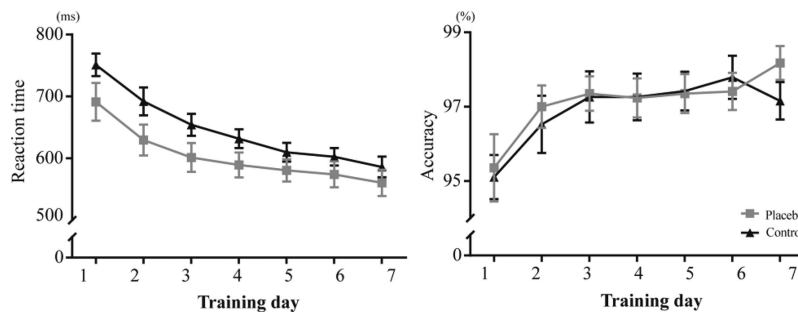 (ms)
800
700
600
500
0
Reaction time
1 2 3 4 5 6 7
Training day
(%)
99
97
95
0
Accuracy
1 2 3 4 5 6 7
Training day
Placeb
Contro